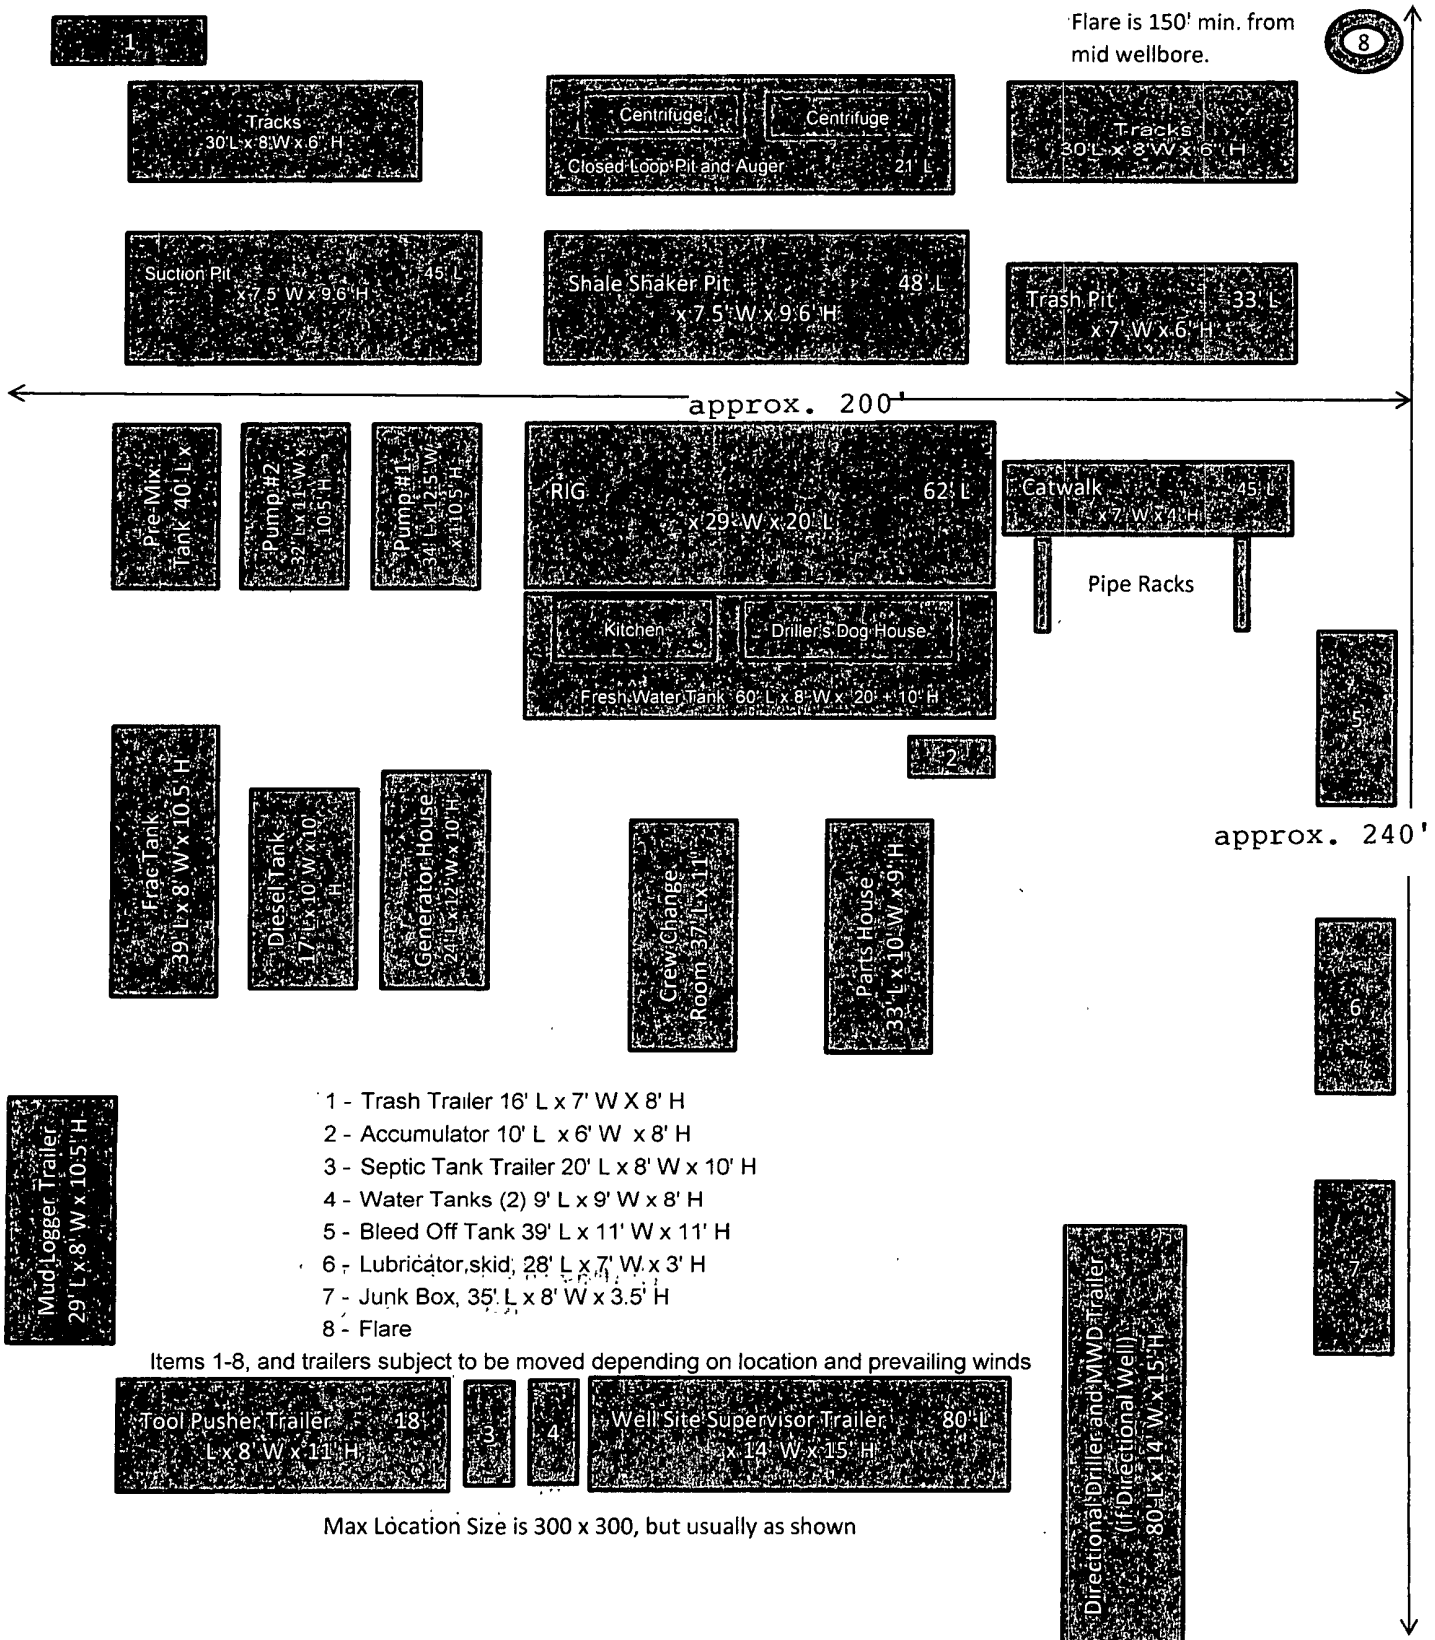 1
Flare is 150' min. from
mid wellbore.
8
Tracks
30'L x 8'W x 6' H
Centrifuge
Centrifuge
Closed Loop Pit and Auger 21' L
Tracks
30'L x 8'W x 6' H
Suction Pit 45' L
x 7.5' W x 9.6' H
Shale Shaker Pit 48' L
x 7.5' W x 9.6' H
Trash Pit 33' L
x 7' W x 6' H
approx. 200'
Pre-Mix
Tank 40' L x
Pump #2
32' L x 11' W x
10.5' H
Pump #1
34' L x 12.5' W
x 10.5' H
RIG 62' L
x 29' W x 20' L
Catwalk 45' L
x 7' W x 4' H
Pipe Racks
Kitchen
Driller's Dog House
Fresh Water Tank 60' L x 8' W x 20' + 10' H
2
5
approx. 240'
Frac Tank
39' L x 8' W x 10.5' H
Diesel Tank
17' L x 10' W x 10'
H
Generator House
24' L x 12' W x 10' H
Crew Change
Room 37' L x 11'
Parts House
33' L x 10' W x 9' H
6
Mud Logger Trailer
29' L x 8' W x 10.5' H
1 - Trash Trailer 16' L x 7' W X 8' H
2 - Accumulator 10' L x 6' W x 8' H
3 - Septic Tank Trailer 20' L x 8' W x 10' H
4 - Water Tanks (2) 9' L x 9' W x 8' H
5 - Bleed Off Tank 39' L x 11' W x 11' H
6 - Lubricator,skid, 28' L x 7' W x 3' H
7 - Junk Box, 35' L x 8' W x 3.5' H
8 - Flare
7
Items 1-8, and trailers subject to be moved depending on location and prevailing winds
Tool Pusher Trailer 18'
L x 8' W x 11' H
3
4
Well Site Supervisor Trailer 80' L
x 14' W x 15' H
Directional Driller and MWD Trailer
(if Directional Well)
80' L x 14' W x 15' H
Max Location Size is 300 x 300, but usually as shown